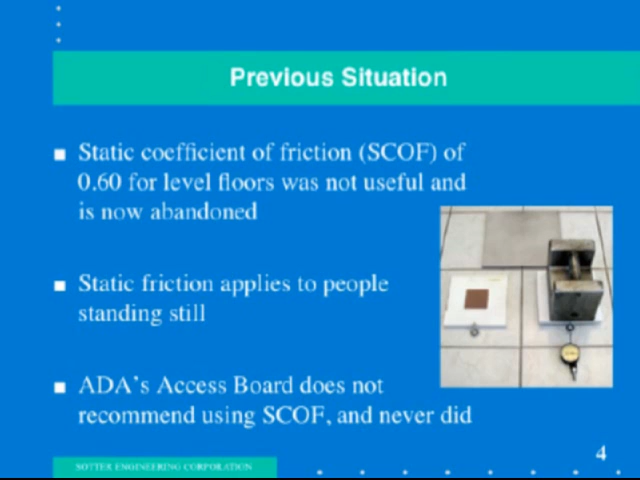 Previous Situation
Static coefficient of friction (SCOF) of
0.60 for level floors was not useful and
is now abandoned
Static friction applies to people
standing still
ADA's Access Board does not
recommend using SCOF, and never did
4
SOTTER ENGINEERING CORPORATION